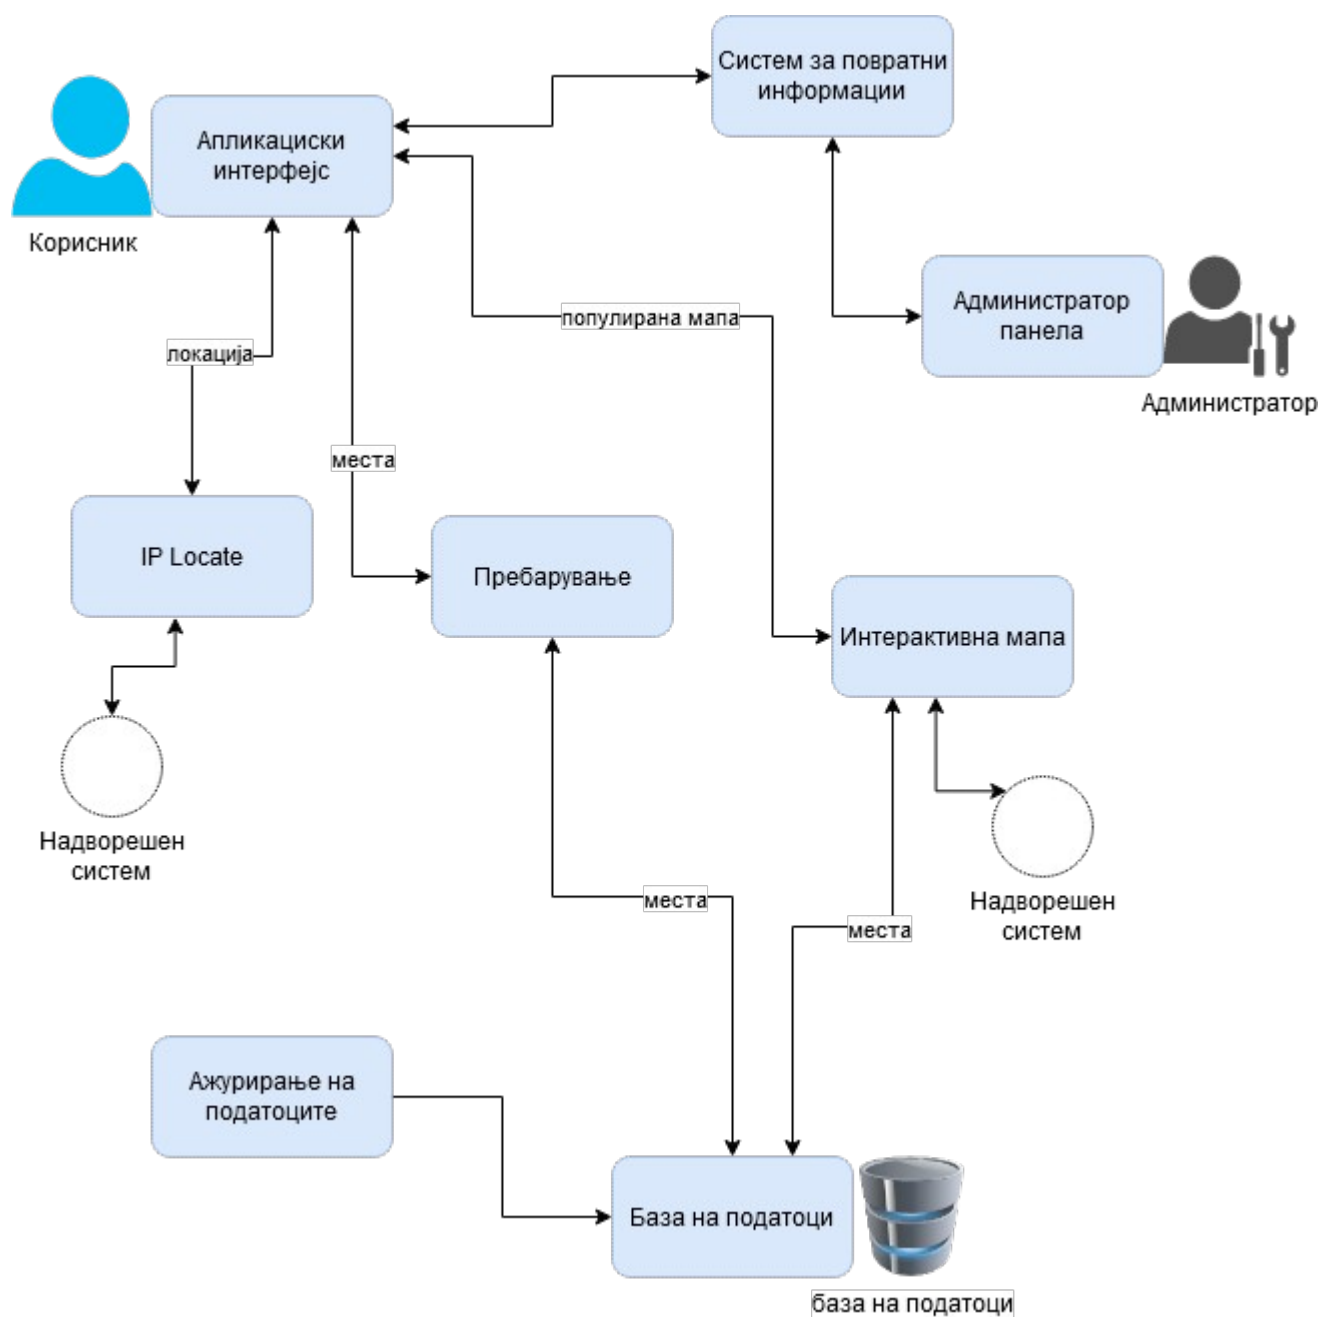 Систем за повратни
информации
Апликациски
интерфејс
Корисник
Администратор
панела
Администратор
популирана мапа
локација
места
IP Locate
Пребарување
Интерактивна мапа
Надворешен
систем
Надворешен
систем
места
места
Ажурирање на
податоците
База на податоци
база на податоци